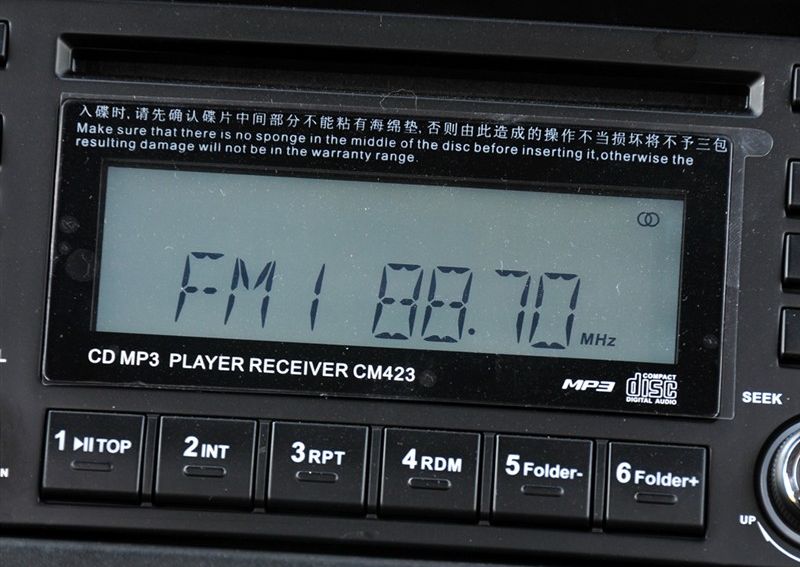 入碟时,请先确认碟片中间部分不能粘有海绵垫,否则由此造成的操作不当损坏将不予三包
Make sure that there is no sponge in the middle of the disc before inserting it,otherwise the
resulting damage will not be in the warranty range.
FM1 88.70 MHz
CD MP3 PLAYER RECEIVER CM423
MP3
COMPACT
disc
DIGITAL AUDIO
SEEK
1 TOP
2 INT
3 RPT
4 RDM
5 Folder-
6 Folder+
UP